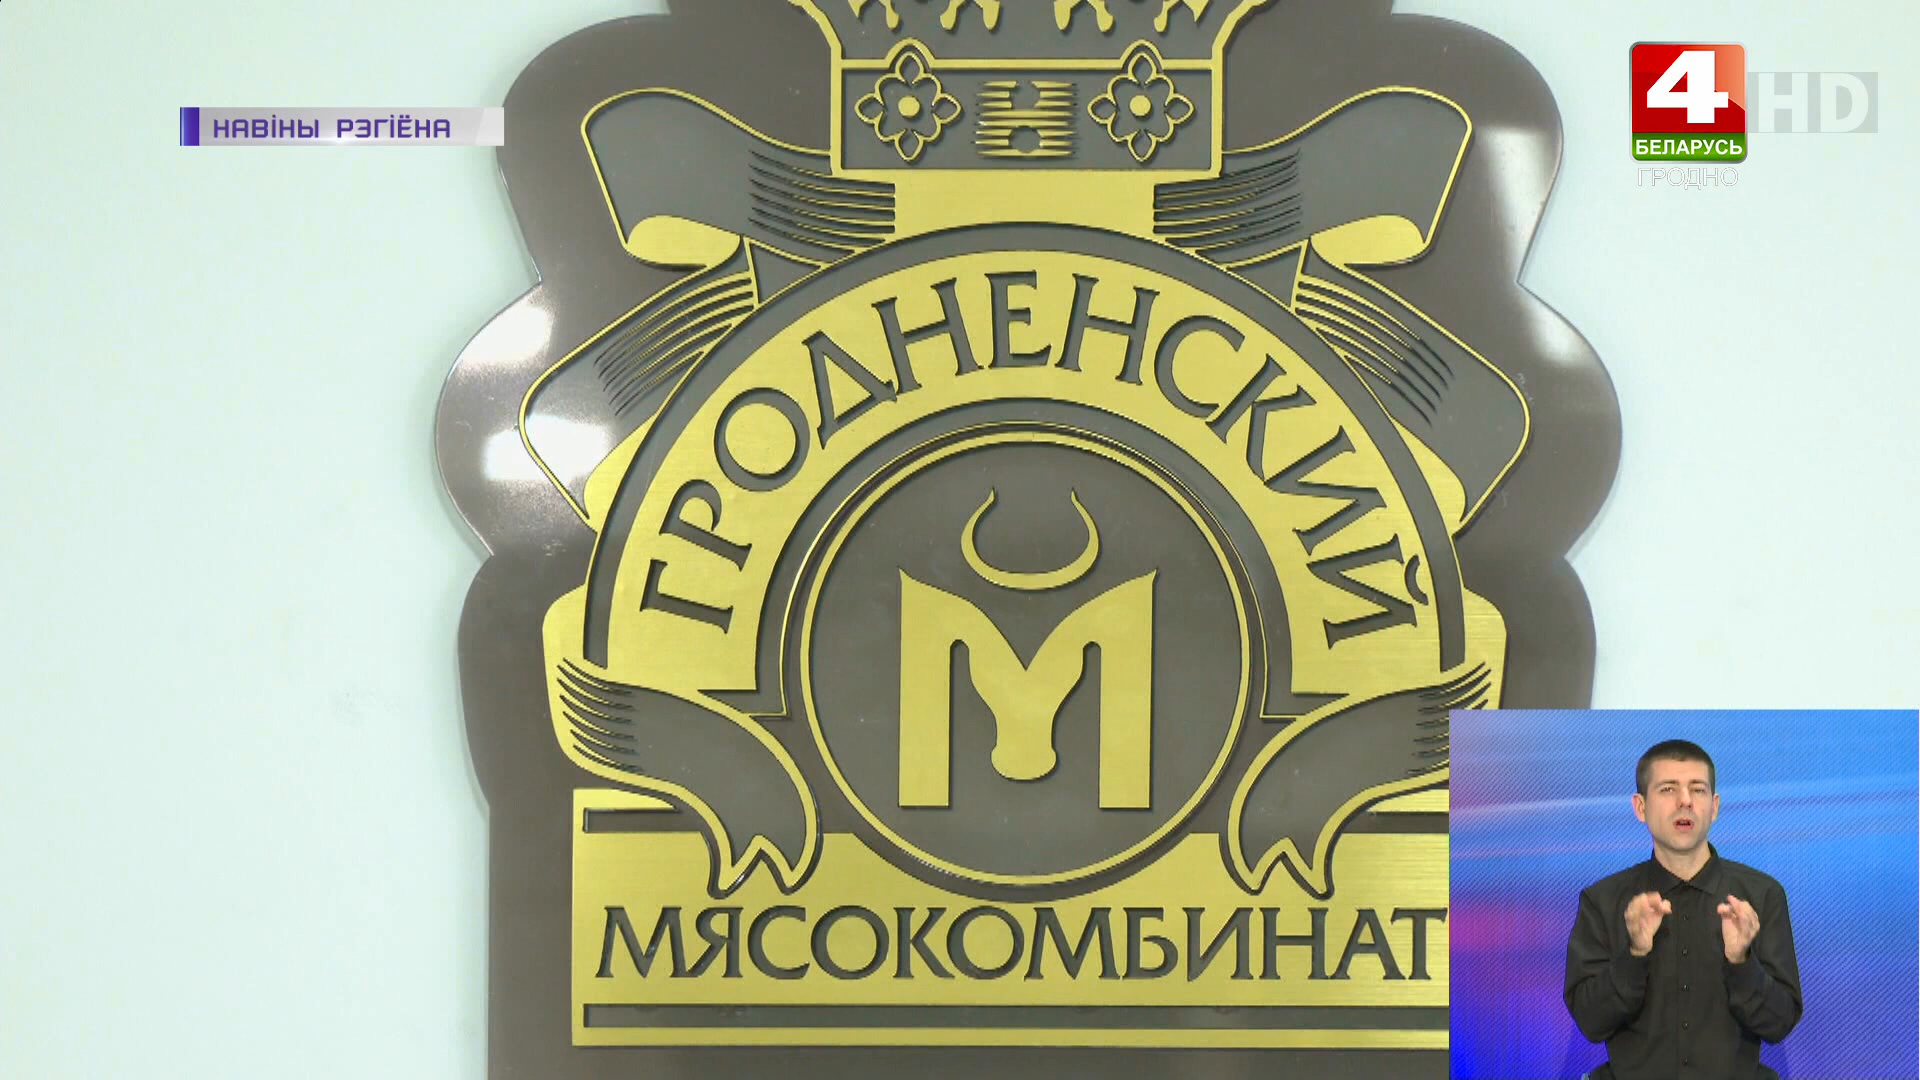 НАВІНЫ РЭГІЁНА
4 HD
БЕЛАРУСЬ
ГРОДНО
ГРОДНЕНСКИЙ
М
МЯСОКОМБИНАТ